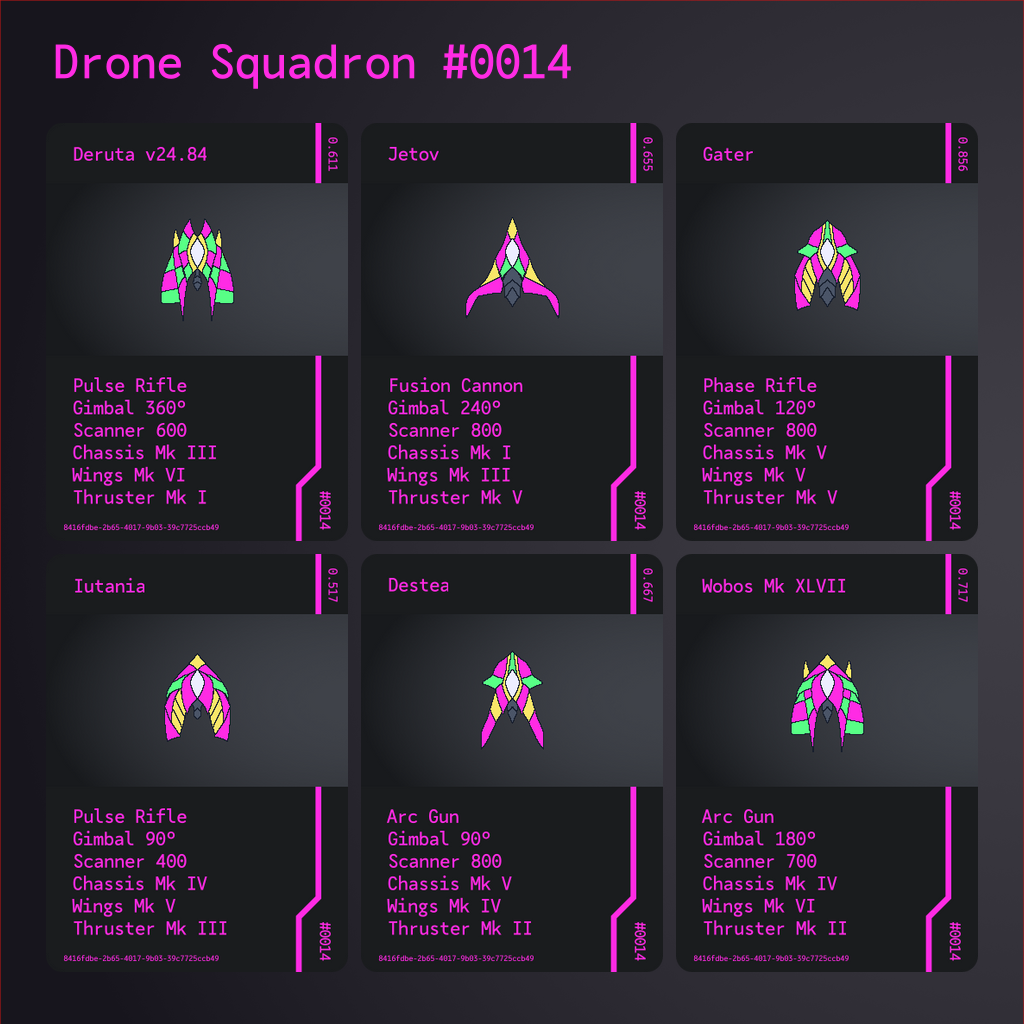 Drone Squadron #0014
Deruta v24.84
0.611
Pulse Rifle
Gimbal 360º
Scanner 600
Chassis Mk III
Wings Mk VI
Thruster Mk I
#0014
8416fdbe-2b65-4017-9b03-39c7725ccb49
Jetov
0.655
Fusion Cannon
Gimbal 240º
Scanner 800
Chassis Mk I
Wings Mk III
Thruster Mk V
#0014
8416fdbe-2b65-4017-9b03-39c7725ccb49
Gater
0.856
Phase Rifle
Gimbal 120º
Scanner 800
Chassis Mk V
Wings Mk V
Thruster Mk V
#0014
8416fdbe-2b65-4017-9b03-39c7725ccb49
Iutania
0.517
Pulse Rifle
Gimbal 90º
Scanner 400
Chassis Mk IV
Wings Mk V
Thruster Mk III
#0014
8416fdbe-2b65-4017-9b03-39c7725ccb49
Destea
0.667
Arc Gun
Gimbal 90º
Scanner 800
Chassis Mk V
Wings Mk IV
Thruster Mk II
#0014
8416fdbe-2b65-4017-9b03-39c7725ccb49
Wobos Mk XLVII
0.717
Arc Gun
Gimbal 180º
Scanner 700
Chassis Mk IV
Wings Mk VI
Thruster Mk II
#0014
8416fdbe-2b65-4017-9b03-39c7725ccb49